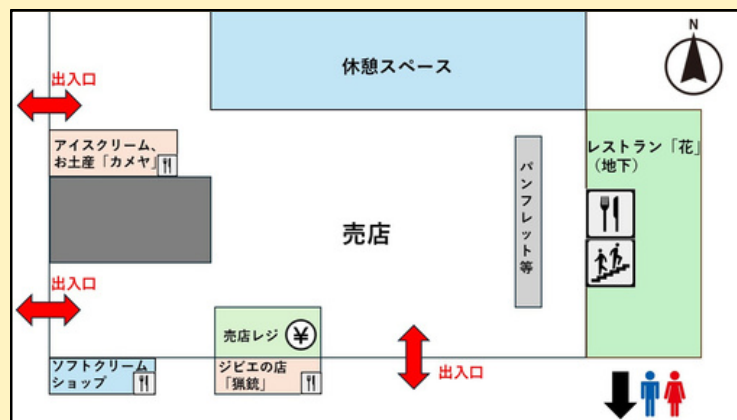 休憩スペース
N
出入口
アイスクリーム、
お土産「カメヤ」
レストラン「花」
（地下）
パンフレット等
売店
出入口
売店レジ ¥
ソフトクリーム
ショップ
ジビエの店
「猟銃」
出入口